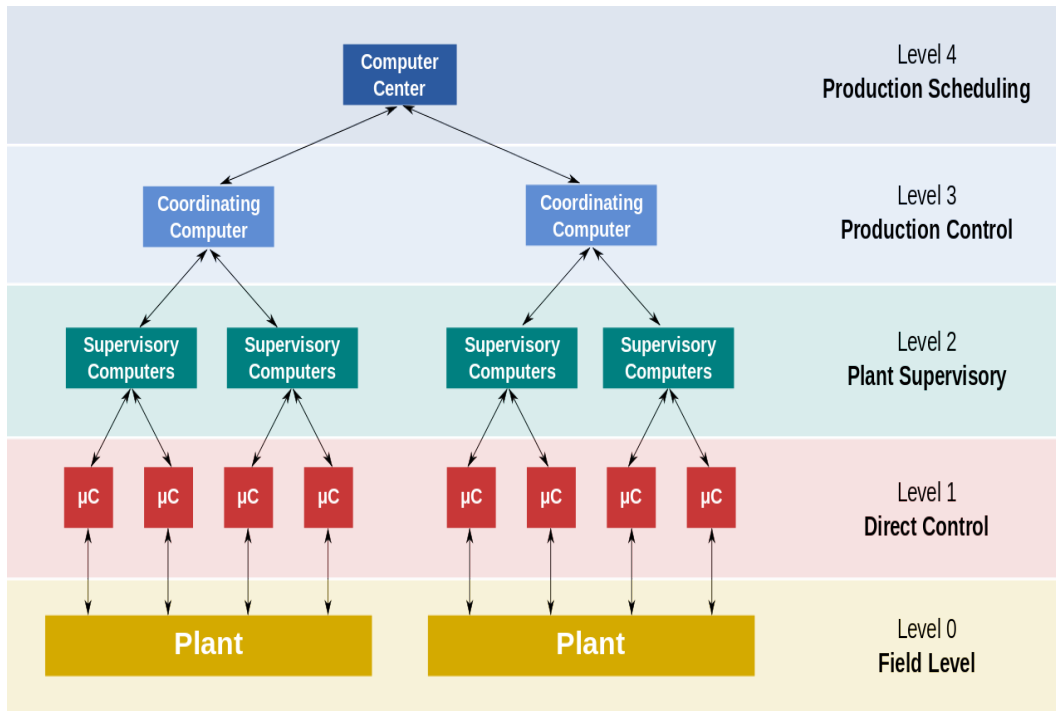 Computer
Center
Level 4
Production Scheduling
Coordinating
Computer
Coordinating
Computer
Level 3
Production Control
Supervisory
Computers
Supervisory
Computers
Supervisory
Computers
Supervisory
Computers
Level 2
Plant Supervisory
µC
µC
µC
µC
µC
µC
µC
µC
Level 1
Direct Control
Plant
Plant
Level 0
Field Level